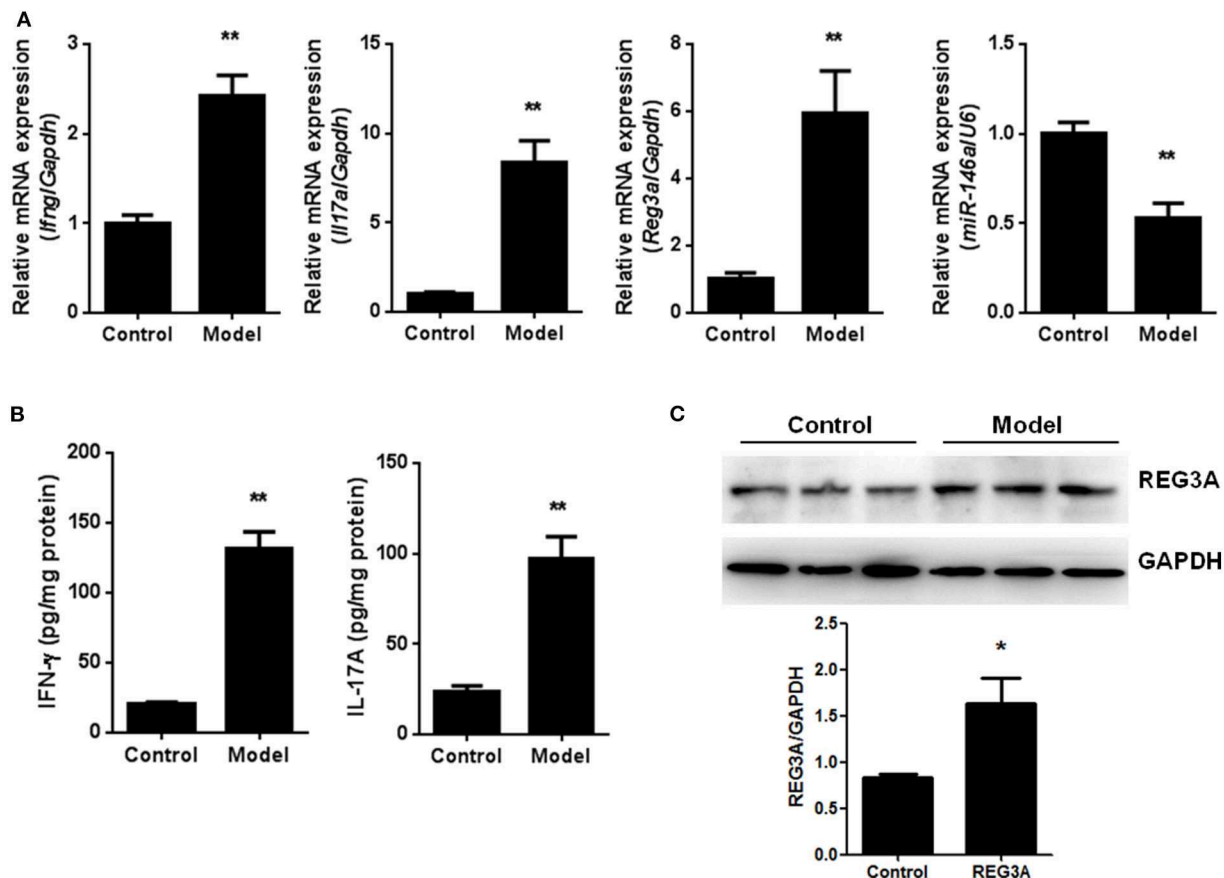 A
Relative mRNA expression
(Ifng/Gapdh)
3
2
1
0
**
Control Model
Relative mRNA expression
(Il17a/Gapdh)
15
10
5
0
**
Control Model
Relative mRNA expression
(Reg3a/Gapdh)
8
6
4
2
0
**
Control Model
Relative mRNA expression
(miR-146a/U6)
1.5
1.0
0.5
0.0
**
Control Model
B
IFN-γ (pg/mg protein)
200
150
100
50
0
**
Control Model
IL-17A (pg/mg protein)
150
100
50
0
**
Control Model
C
Control Model
REG3A
GAPDH
REG3A/GAPDH
2.5
2.0
1.5
1.0
0.5
0.0
*
Control REG3A